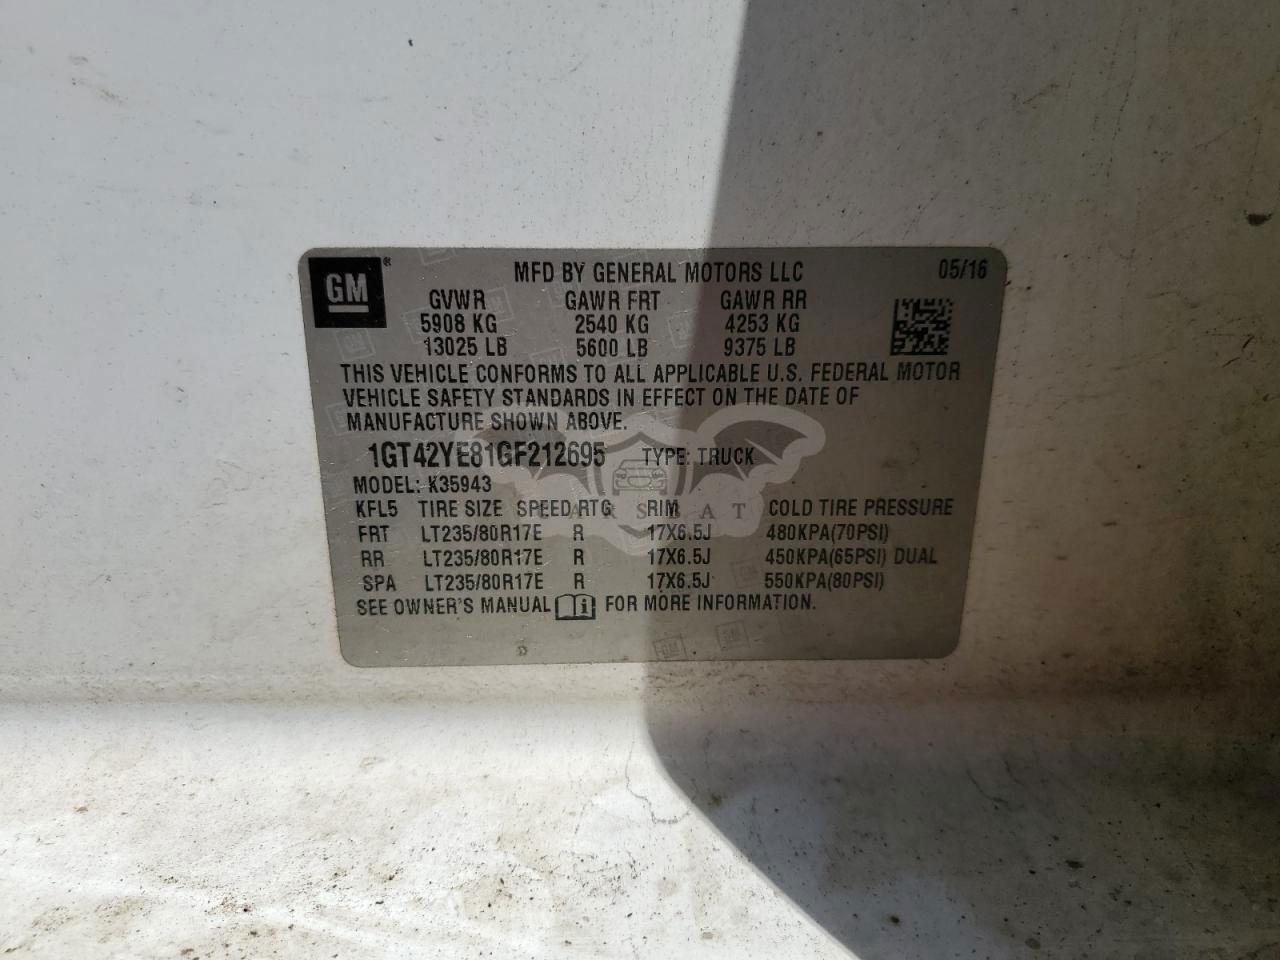 GM ® MFD BY GENERAL MOTORS LLC 05/16
GVWR GAWR FRT GAWR RR
5908 KG 2540 KG 4253 KG
13025 LB 5600 LB 9375 LB
THIS VEHICLE CONFORMS TO ALL APPLICABLE U.S. FEDERAL MOTOR
VEHICLE SAFETY STANDARDS IN EFFECT ON THE DATE OF
MANUFACTURE SHOWN ABOVE.
1GT42YE81GF212695 TYPE: TRUCK
MODEL: K35943
KFL5 TIRE SIZE SPEED RTG RIM COLD TIRE PRESSURE
CARSBAT
FRT LT235/80R17E R 17X6.5J 480KPA(70PSI)
RR LT235/80R17E R 17X6.5J 450KPA(65PSI) DUAL
SPA LT235/80R17E R 17X6.5J 550KPA(80PSI)
SEE OWNER'S MANUAL i FOR MORE INFORMATION.
GM GM